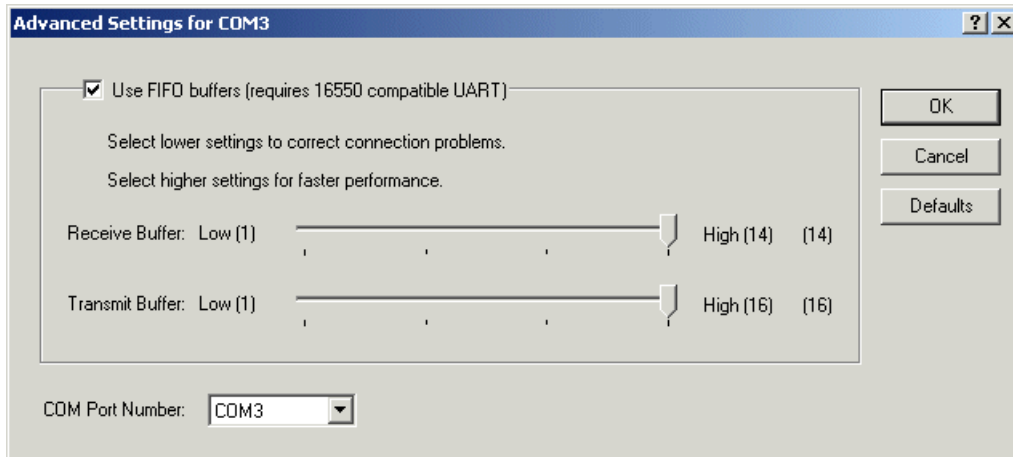 Advanced Settings for COM3
Use FIFO buffers (requires 16550 compatible UART)
OK
Select lower settings to correct connection problems.
Cancel
Select higher settings for faster performance.
Defaults
Receive Buffer: Low (1) High (14) (14)
Transmit Buffer: Low (1) High (16) (16)
COM Port Number: COM3